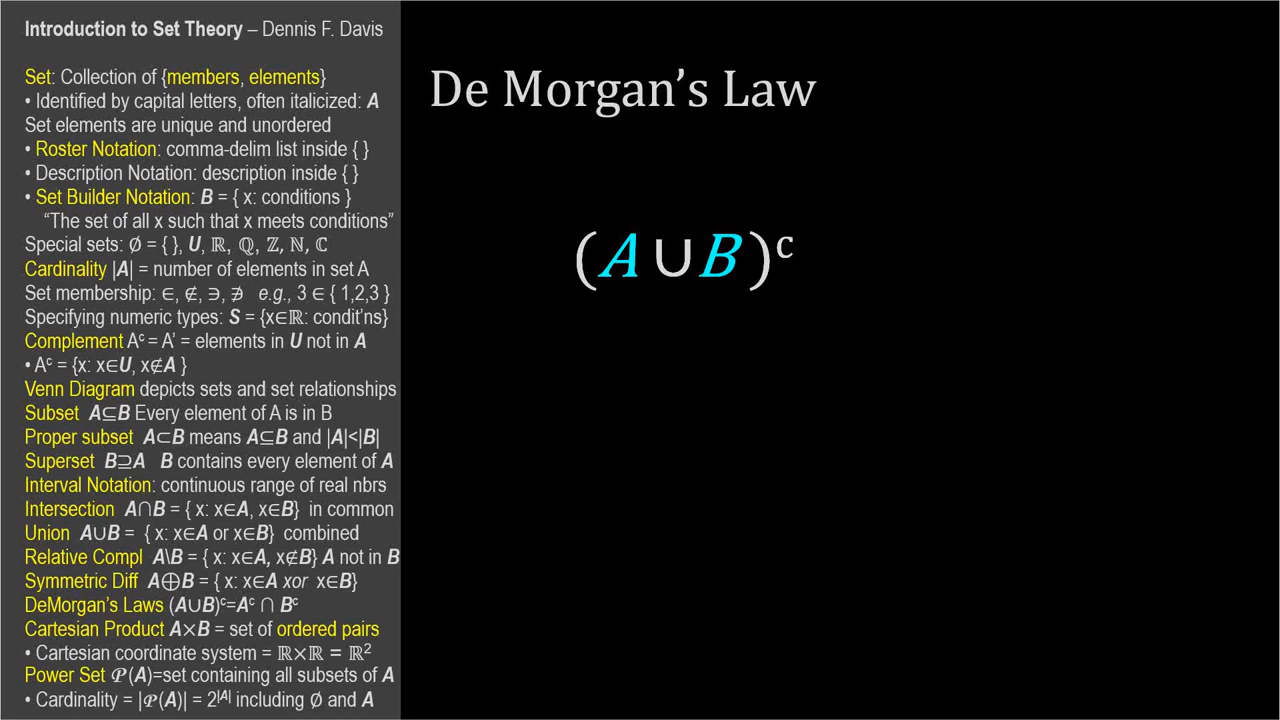 Introduction to Set Theory – Dennis F. Davis
Set: Collection of {members, elements}
• Identified by capital letters, often italicized: A
Set elements are unique and unordered
• Roster Notation: comma-delim list inside { }
• Description Notation: description inside { }
• Set Builder Notation: B = { x: conditions }
“The set of all x such that x meets conditions”
Special sets: ∅ = { }, U, ℝ, ℚ, ℤ, ℕ, ℂ
Cardinality |A| = number of elements in set A
Set membership: ∈, ∉, ∋, ∌ e.g., 3 ∈ { 1,2,3 }
Specifying numeric types: S = {x∈ℝ: condit’ns}
Complement Aᶜ = A’ = elements in U not in A
• Aᶜ = {x: x∈U, x∉A }
Venn Diagram depicts sets and set relationships
Subset A⊆B Every element of A is in B
Proper subset A⊂B means A⊆B and |A|<|B|
Superset B⊇A B contains every element of A
Interval Notation: continuous range of real nbrs
Intersection A∩B = { x: x∈A, x∈B} in common
Union A∪B = { x: x∈A or x∈B} combined
Relative Compl A\B = { x: x∈A, x∉B} A not in B
Symmetric Diff A⊕B = { x: x∈A xor x∈B}
DeMorgan’s Laws (A∪B)ᶜ=Aᶜ ∩ Bᶜ
Cartesian Product A×B = set of ordered pairs
• Cartesian coordinate system = ℝ×ℝ = ℝ²
Power Set 𝒫(A)=set containing all subsets of A
• Cardinality = |𝒫(A)| = 2^|A| including ∅ and A
De Morgan’s Law
(A ∪ B)ᶜ